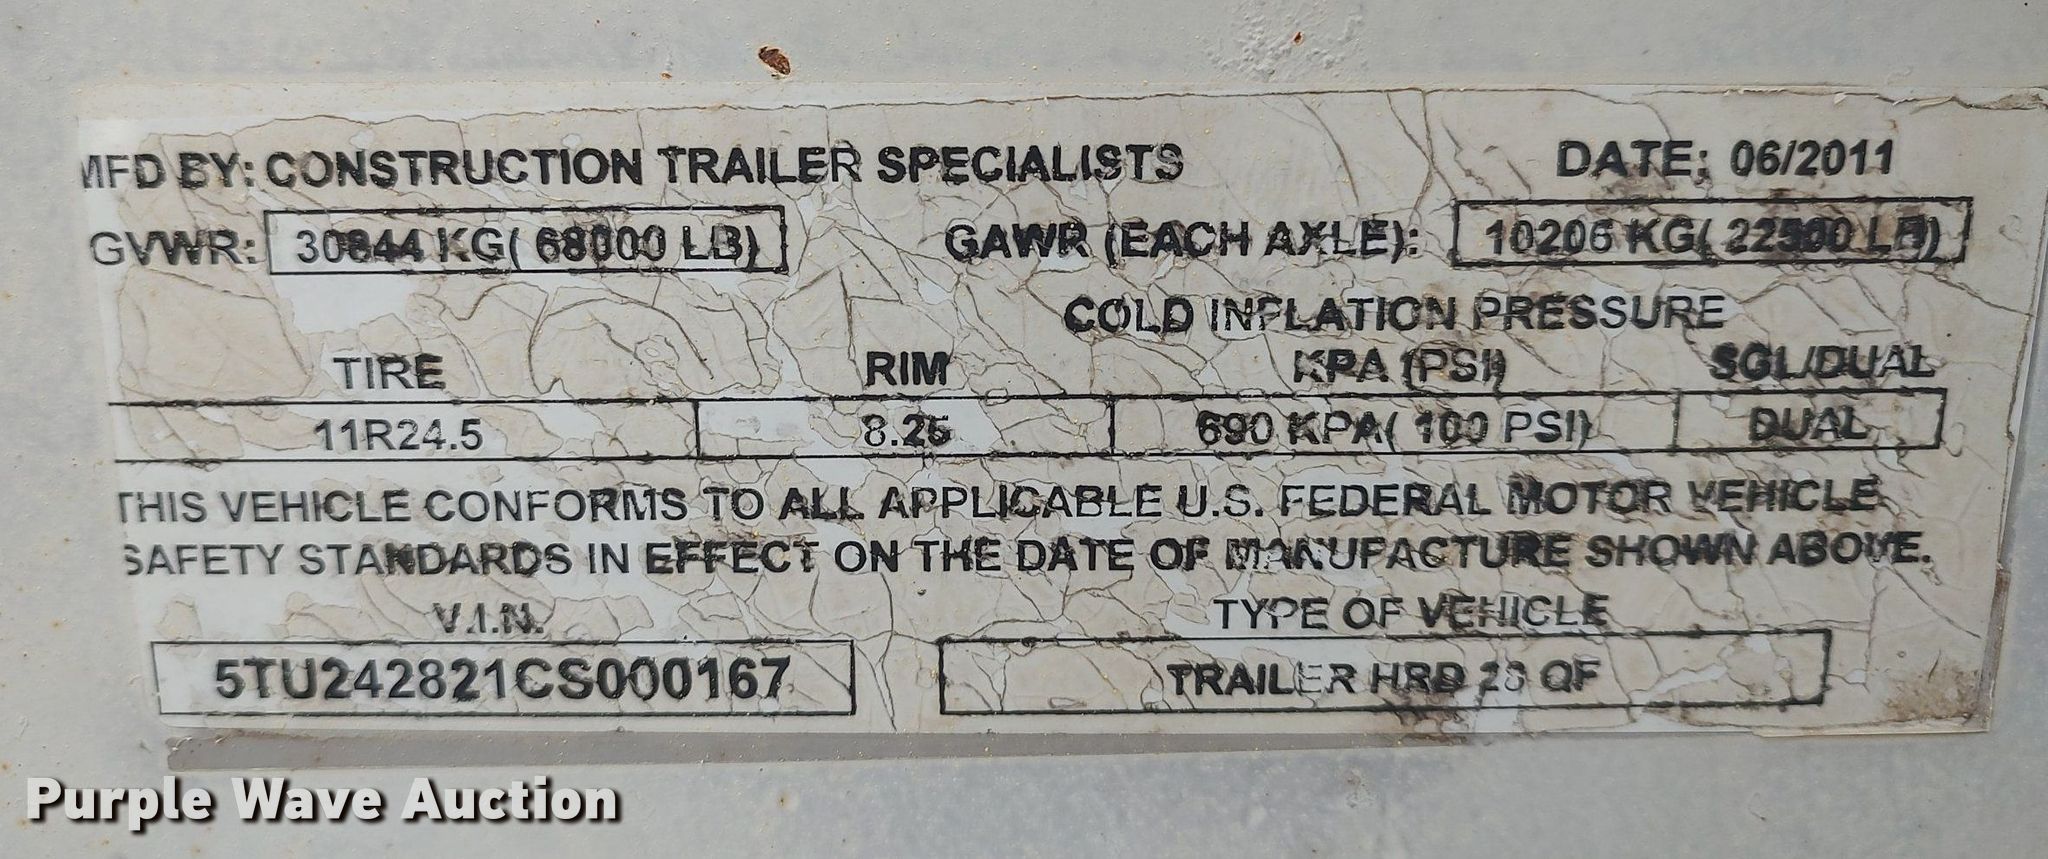 MFD BY: CONSTRUCTION TRAILER SPECIALISTS DATE: 06/2011
GVWR: 30844 KG( 68000 LB) GAWR (EACH AXLE): 10206 KG( 22500 LB)
COLD INFLATION PRESSURE
TIRE RIM KPA (PSI) SGL/DUAL
11R24.5 8.25 690 KPA( 100 PSI) DUAL
THIS VEHICLE CONFORMS TO ALL APPLICABLE U.S. FEDERAL MOTOR VEHICLE
SAFETY STANDARDS IN EFFECT ON THE DATE OF MANUFACTURE SHOWN ABOVE.
V.I.N. TYPE OF VEHICLE
5TU242821CS000167 TRAILER HRD QF
Purple Wave Auction